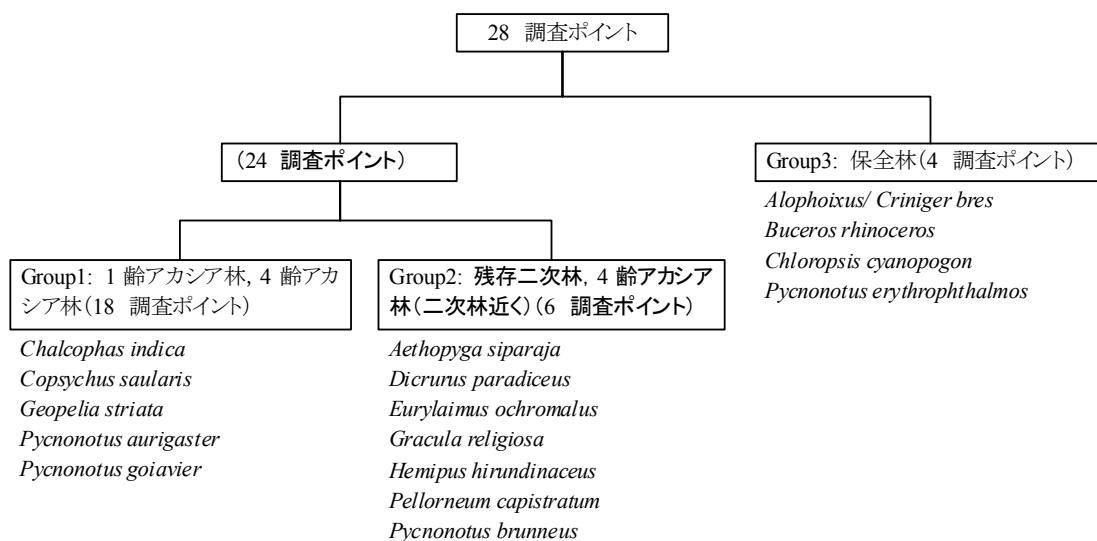 28 調査ポイント
(24 調査ポイント)
Group3: 保全林(4 調査ポイント)
Alophoixus/ Criniger bres
Buceros rhinoceros
Chloropsis cyanopogon
Pycnonotus erythrophthalmos
Group1: 1 齢アカシア林, 4 齢アカ
シア林(18 調査ポイント)
Chalcophas indica
Copsychus saularis
Geopelia striata
Pycnonotus aurigaster
Pycnonotus goiavier
Group2: 残存二次林, 4 齢アカシア
林(二次林近く)(6 調査ポイント)
Aethopyga siparaja
Dicrurus paradiceus
Eurylaimus ochromalus
Gracula religiosa
Hemipus hirundinaceus
Pellorneum capistratum
Pycnonotus brunneus